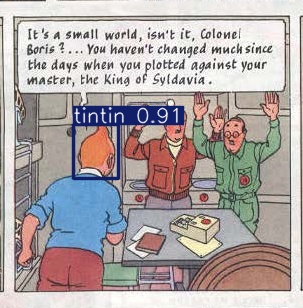 It's a small world, isn't it, Colonel
Boris?... You haven't changed much since
the days when you plotted against your
master, the King of Syldavia.
tintin 0.91